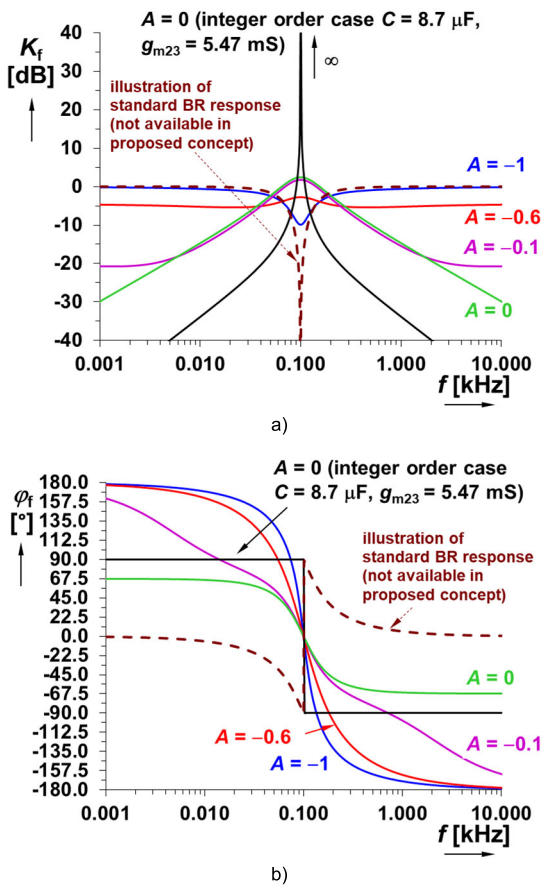 A = 0 (integer order case C = 8.7 μF,
g_m23 = 5.47 mS)
K_f
[dB]
∞
illustration of
standard BR response
(not available in
proposed concept)
A = −1
A = −0.6
A = −0.1
A = 0
40
30
20
10
0
-10
-20
-30
-40
0.001
0.010
0.100
1.000
10.000
f [kHz]
a)
A = 0 (integer order case
C = 8.7 μF, g_m23 = 5.47 mS)
φ_f
[°]
illustration of
standard BR response
(not available in
proposed concept)
A = 0
A = −0.1
A = −0.6
A = −1
180.0
157.5
135.0
112.5
90.0
67.5
45.0
22.5
0.0
-22.5
-45.0
-67.5
-90.0
-112.5
-135.0
-157.5
-180.0
0.001
0.010
0.100
1.000
10.000
f [kHz]
b)